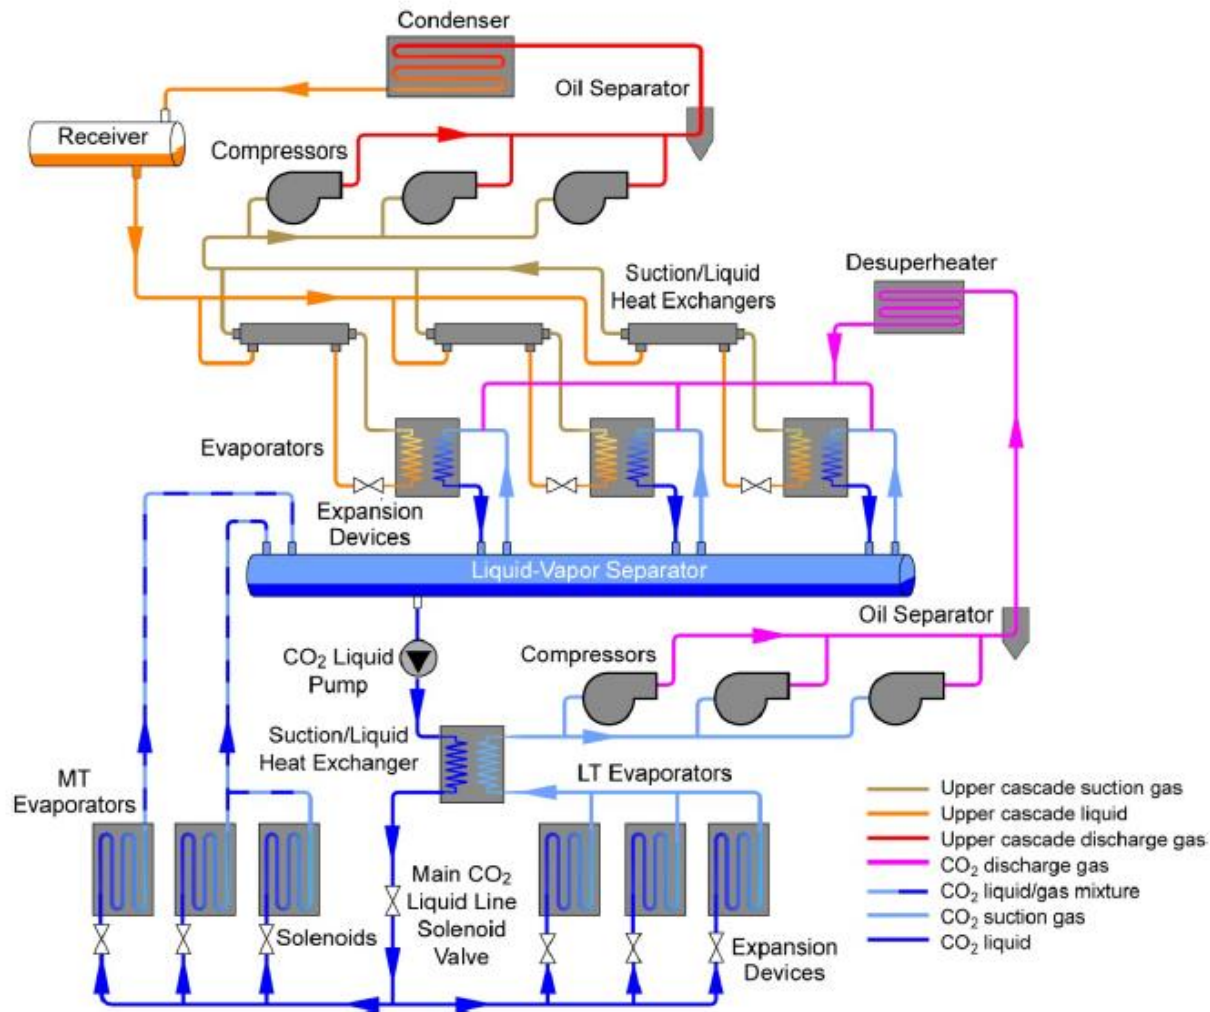 Condenser
Oil Separator
Receiver
Compressors
Suction/Liquid
Heat Exchangers
Desuperheater
Evaporators
Expansion
Devices
Liquid-Vapor Separator
Oil Separator
CO₂ Liquid
Pump
Compressors
Suction/Liquid
Heat Exchanger
LT Evaporators
MT
Evaporators
Main CO₂
Liquid Line
Solenoid
Valve
Solenoids
Expansion
Devices
Upper cascade suction gas
Upper cascade liquid
Upper cascade discharge gas
CO₂ discharge gas
CO₂ liquid/gas mixture
CO₂ suction gas
CO₂ liquid